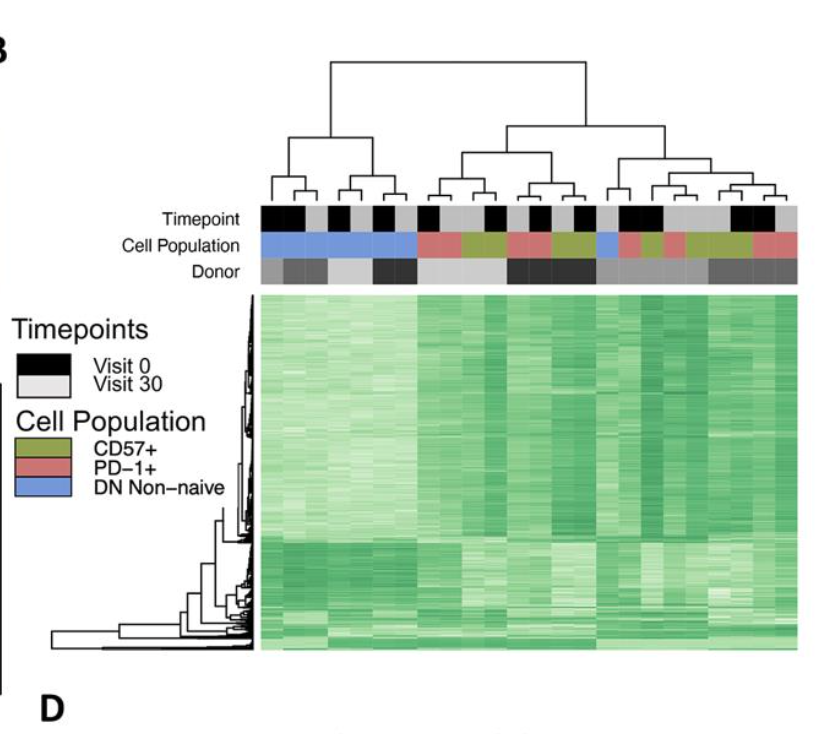 B
Timepoint
Cell Population
Donor
Timepoints
Visit 0
Visit 30
Cell Population
CD57+
PD-1+
DN Non-naive
D